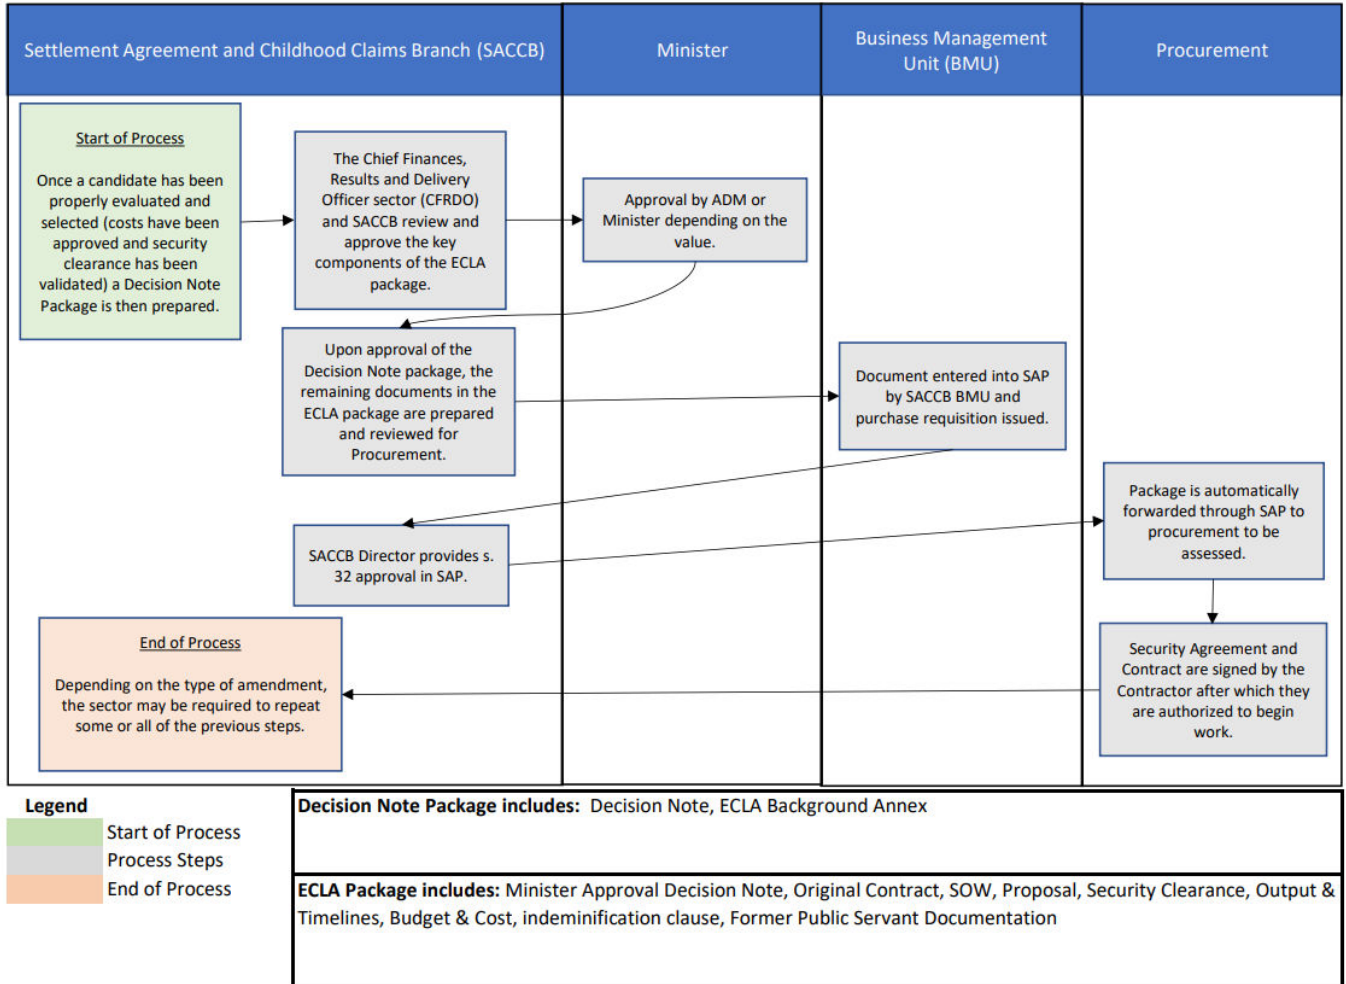 Settlement Agreement and Childhood Claims Branch (SACCB)
Minister
Business Management
Unit (BMU)
Procurement
Start of Process
Once a candidate has been
properly evaluated and
selected (costs have been
approved and security
clearance has been
validated) a Decision Note
Package is then prepared.
The Chief Finances,
Results and Delivery
Officer sector (CFRDO)
and SACCB review and
approve the key
components of the ECLA
package.
Approval by ADM or
Minister depending on the
value.
Upon approval of the
Decision Note package, the
remaining documents in the
ECLA package are prepared
and reviewed for
Procurement.
Document entered into SAP
by SACCB BMU and
purchase requisition issued.
SACCB Director provides s.
32 approval in SAP.
Package is automatically
forwarded through SAP to
procurement to be
assessed.
Security Agreement and
Contract are signed by the
Contractor after which they
are authorized to begin
work.
End of Process
Depending on the type of amendment,
the sector may be required to repeat
some or all of the previous steps.
Legend
Start of Process
Process Steps
End of Process
Decision Note Package includes: Decision Note, ECLA Background Annex
ECLA Package includes: Minister Approval Decision Note, Original Contract, SOW, Proposal, Security Clearance, Output &
Timelines, Budget & Cost, indeminification clause, Former Public Servant Documentation